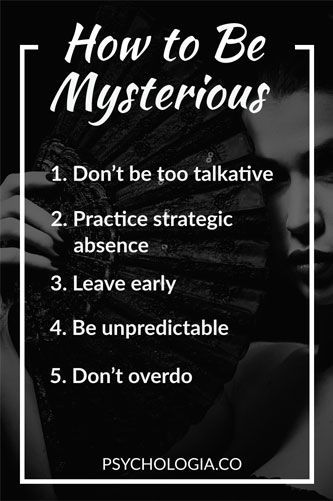 How to Be
Mysterious
1. Don't be too talkative
2. Practice strategic
absence
3. Leave early
4. Be unpredictable
5. Don't overdo
PSYCHOLOGIA.CO